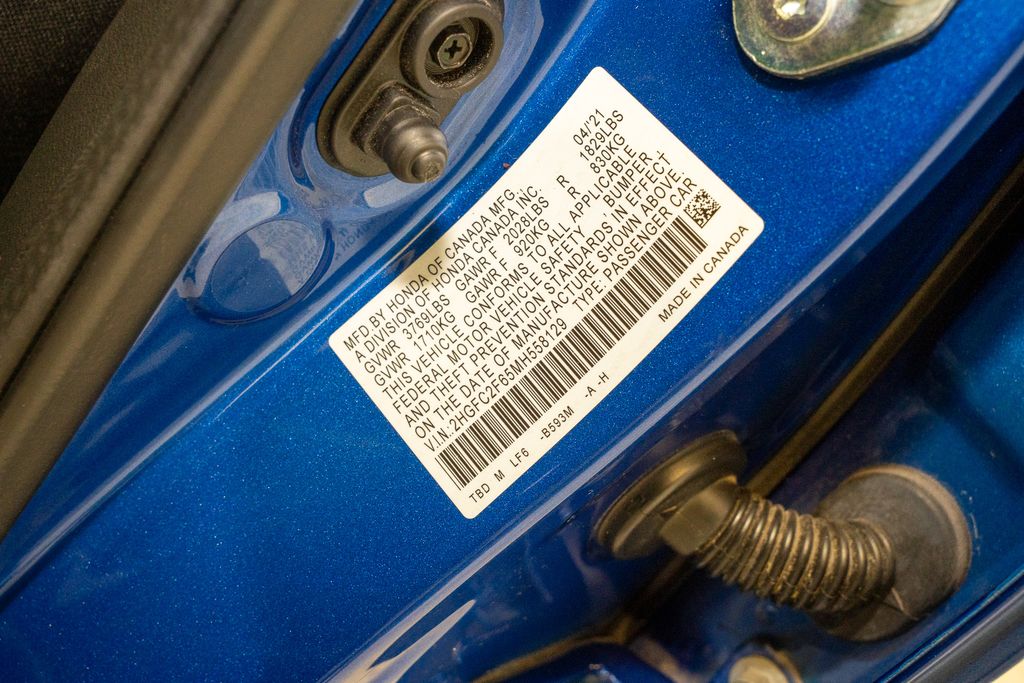 MFD.BY HONDA OF CANADA MFG. 04/'21
A DIVISION OF HONDA CANADA INC.
GVWR 3769LBS GAWR F 2028LBS R 1829LBS
GVWR 1710KG GAWR F 920KG R 830KG
THIS VEHICLE CONFORMS TO ALL APPLICABLE
FEDERAL MOTOR VEHICLE SAFETY, BUMPER,
AND THEFT PREVENTION STANDARDS IN EFFECT
ON THE DATE OF MANUFACTURE SHOWN ABOVE.
V.I.N.:2HGFC2F65MH558129 TYPE: PASSENGER CAR
TBD M LF6 -B593M -A -H MADE IN CANADA